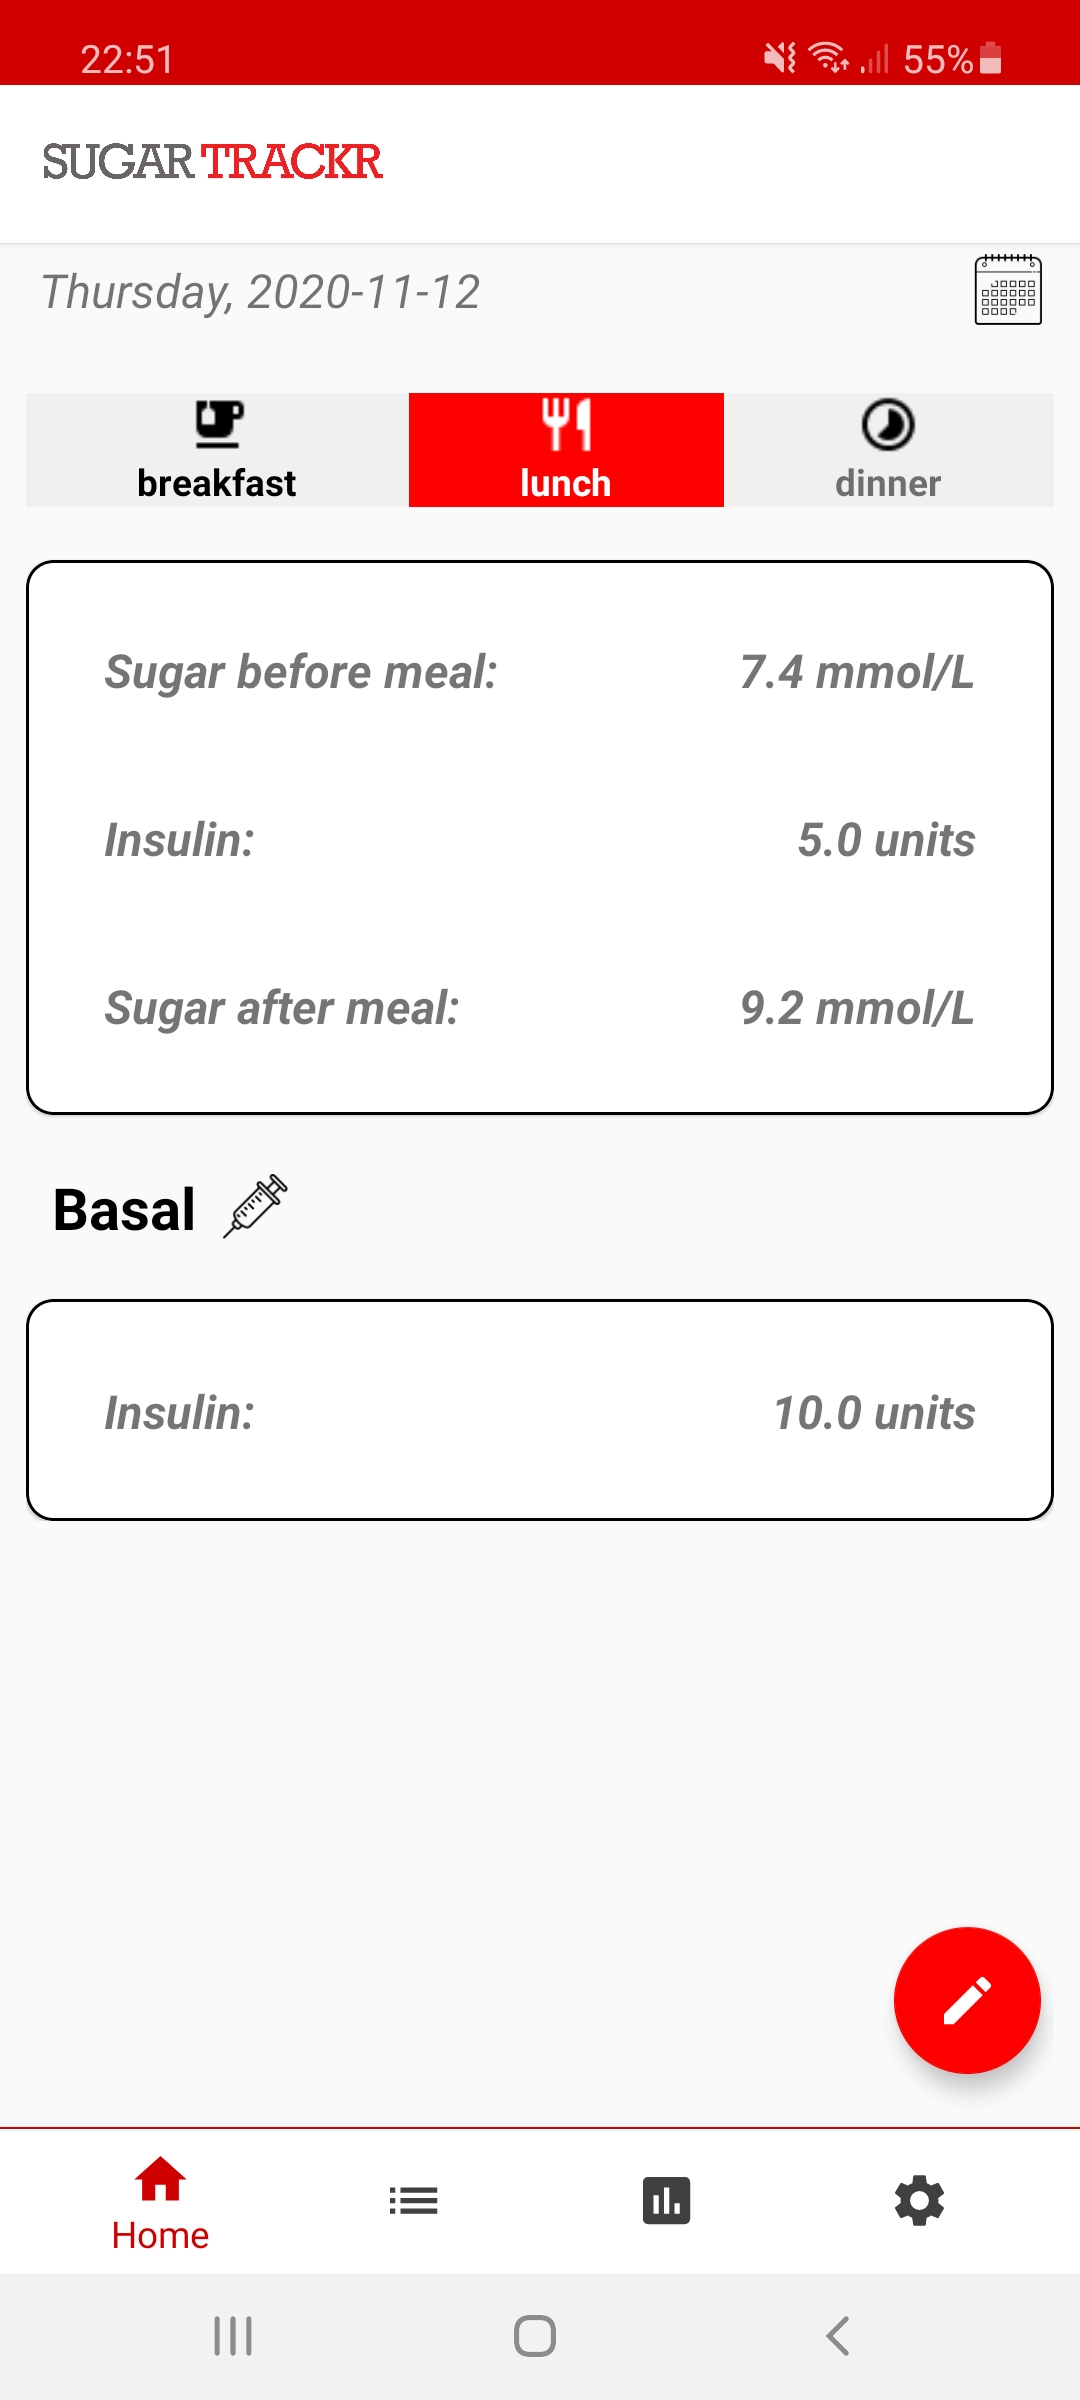 22:51 55%
SUGAR TRACKR
Thursday, 2020-11-12
breakfast lunch dinner
Sugar before meal: 7.4 mmol/L
Insulin: 5.0 units
Sugar after meal: 9.2 mmol/L
Basal
Insulin: 10.0 units
Home